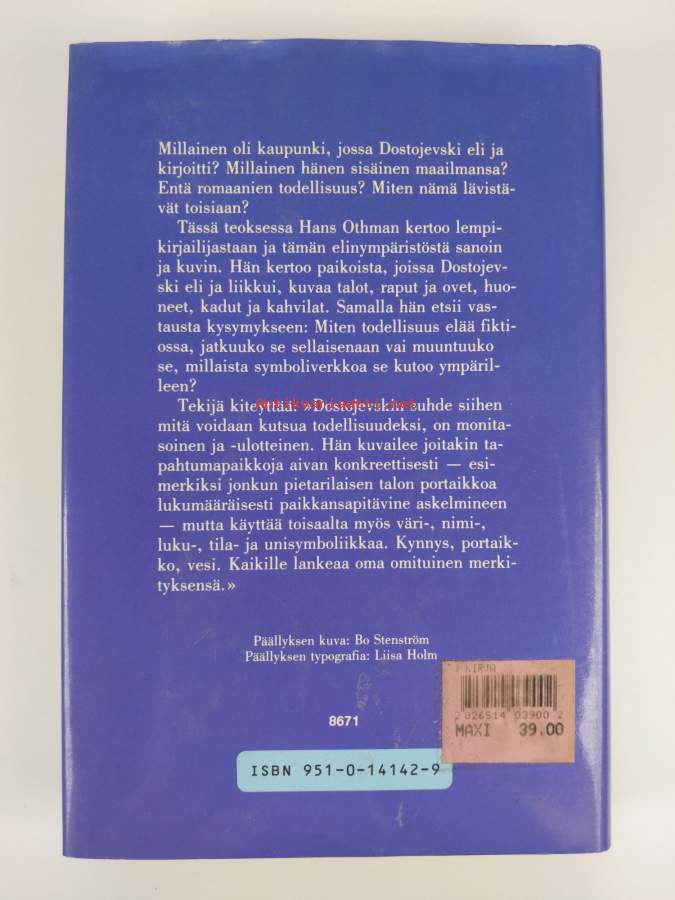 Millainen oli kaupunki, jossa Dostojevski eli ja
kirjoitti? Millainen hänen sisäinen maailmansa?
Entä romaanien todellisuus? Miten nämä lävistä-
vät toisiaan?
Tässä teoksessa Hans Othman kertoo lempi-
kirjailijastaan ja tämän elinympäristöstä sanoin
ja kuvin. Hän kertoo paikoista, joissa Dostojev-
ski eli ja liikkui, kuvaa talot, raput ja ovet, huo-
neet, kadut ja kahvilat. Samalla hän etsii vas-
tausta kysymykseen: Miten todellisuus elää fikti-
ossa, jatkuuko se sellaisenaan vai muuntuuko
se, millaista symboliverkkoa se kutoo ympäril-
leen?
Tekijä kiteyttää: »Dostojevskin suhde siihen
mitä voidaan kutsua todellisuudeksi, on monita-
soinen ja -ulotteinen. Hän kuvailee joitakin ta-
pahtumapaikkoja aivan konkreettisesti — esi-
merkiksi jonkun pietarilaisen talon portaikkoa
lukumääräisesti paikkansapitävine askelmineen
— mutta käyttää toisaalta myös väri-, nimi-,
luku-, tila- ja unisymboliikkaa. Kynnys, portaik-
ko, vesi. Kaikille lankeaa oma omituinen merki-
tyksensä.»
Päällyksen kuva: Bo Stenström
Päällyksen typografia: Liisa Holm
KIRJA
2 826514 03900 2
MAXI 39.00
8671
ISBN 951-0-14142-9